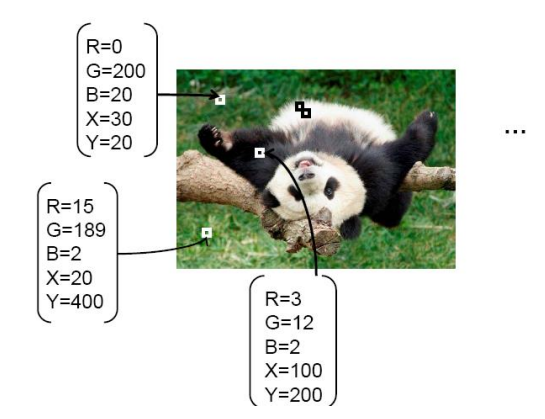 R=0
G=200
B=20
X=30
Y=20
...
R=15
G=189
B=2
X=20
Y=400
R=3
G=12
B=2
X=100
Y=200